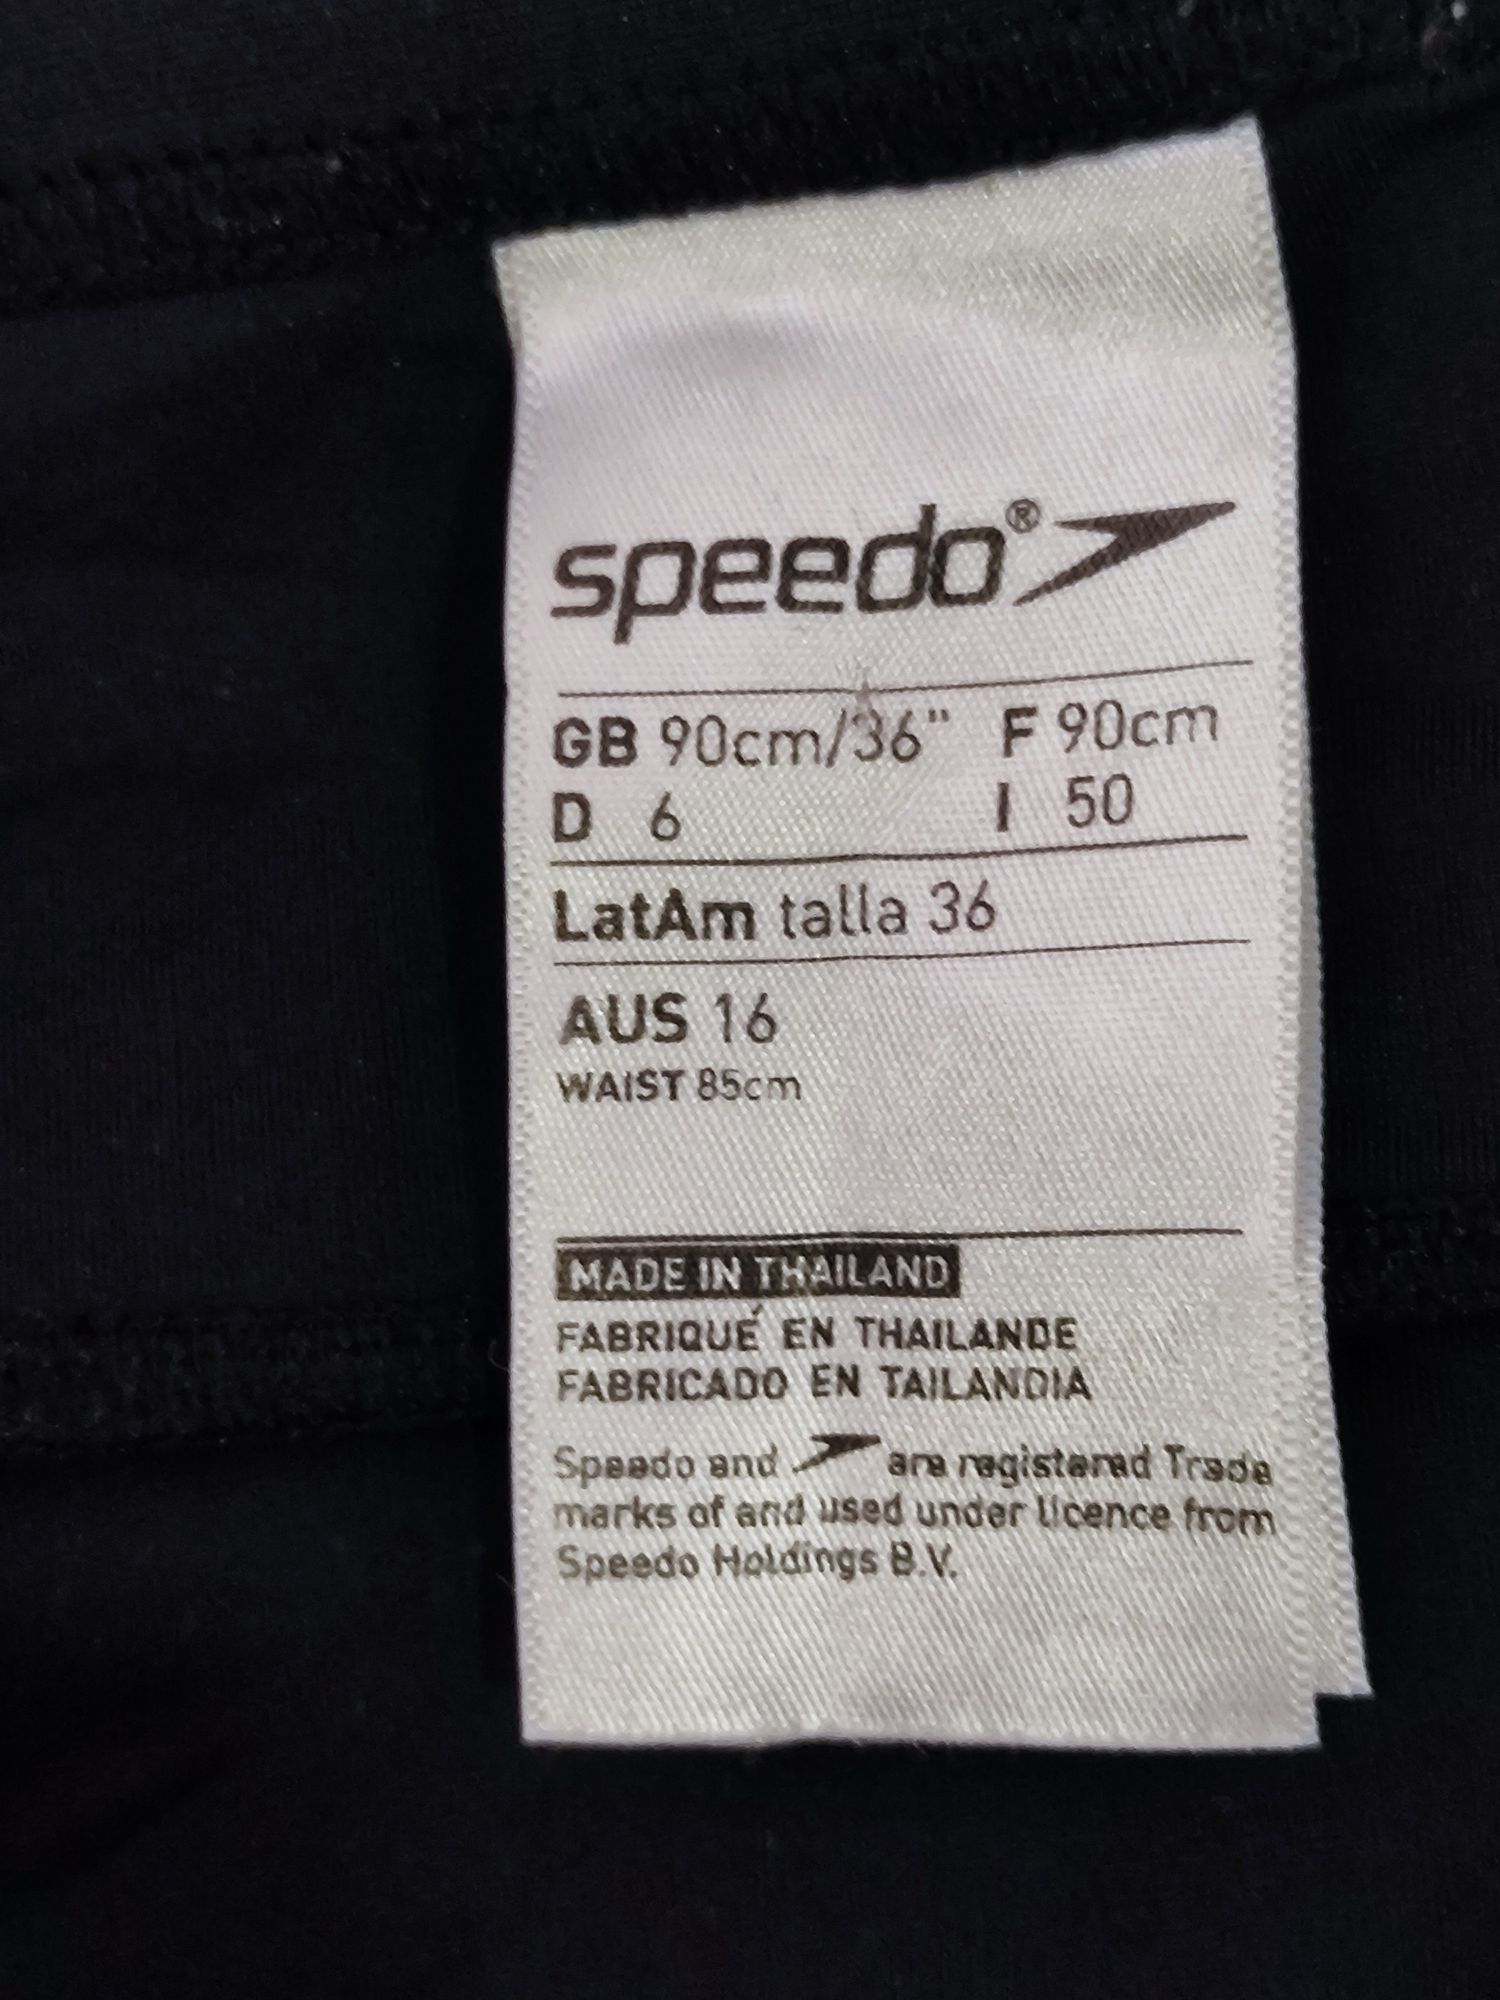 speedo®
GB 90cm/36" F 90cm
D 6 I 50
LatAm talla 36
AUS 16
WAIST 85cm
MADE IN THAILAND
FABRIQUÉ EN THAILANDE
FABRICADO EN TAILANDIA
Speedo and are registered Trade
marks of and used under licence from
Speedo Holdings B.V.